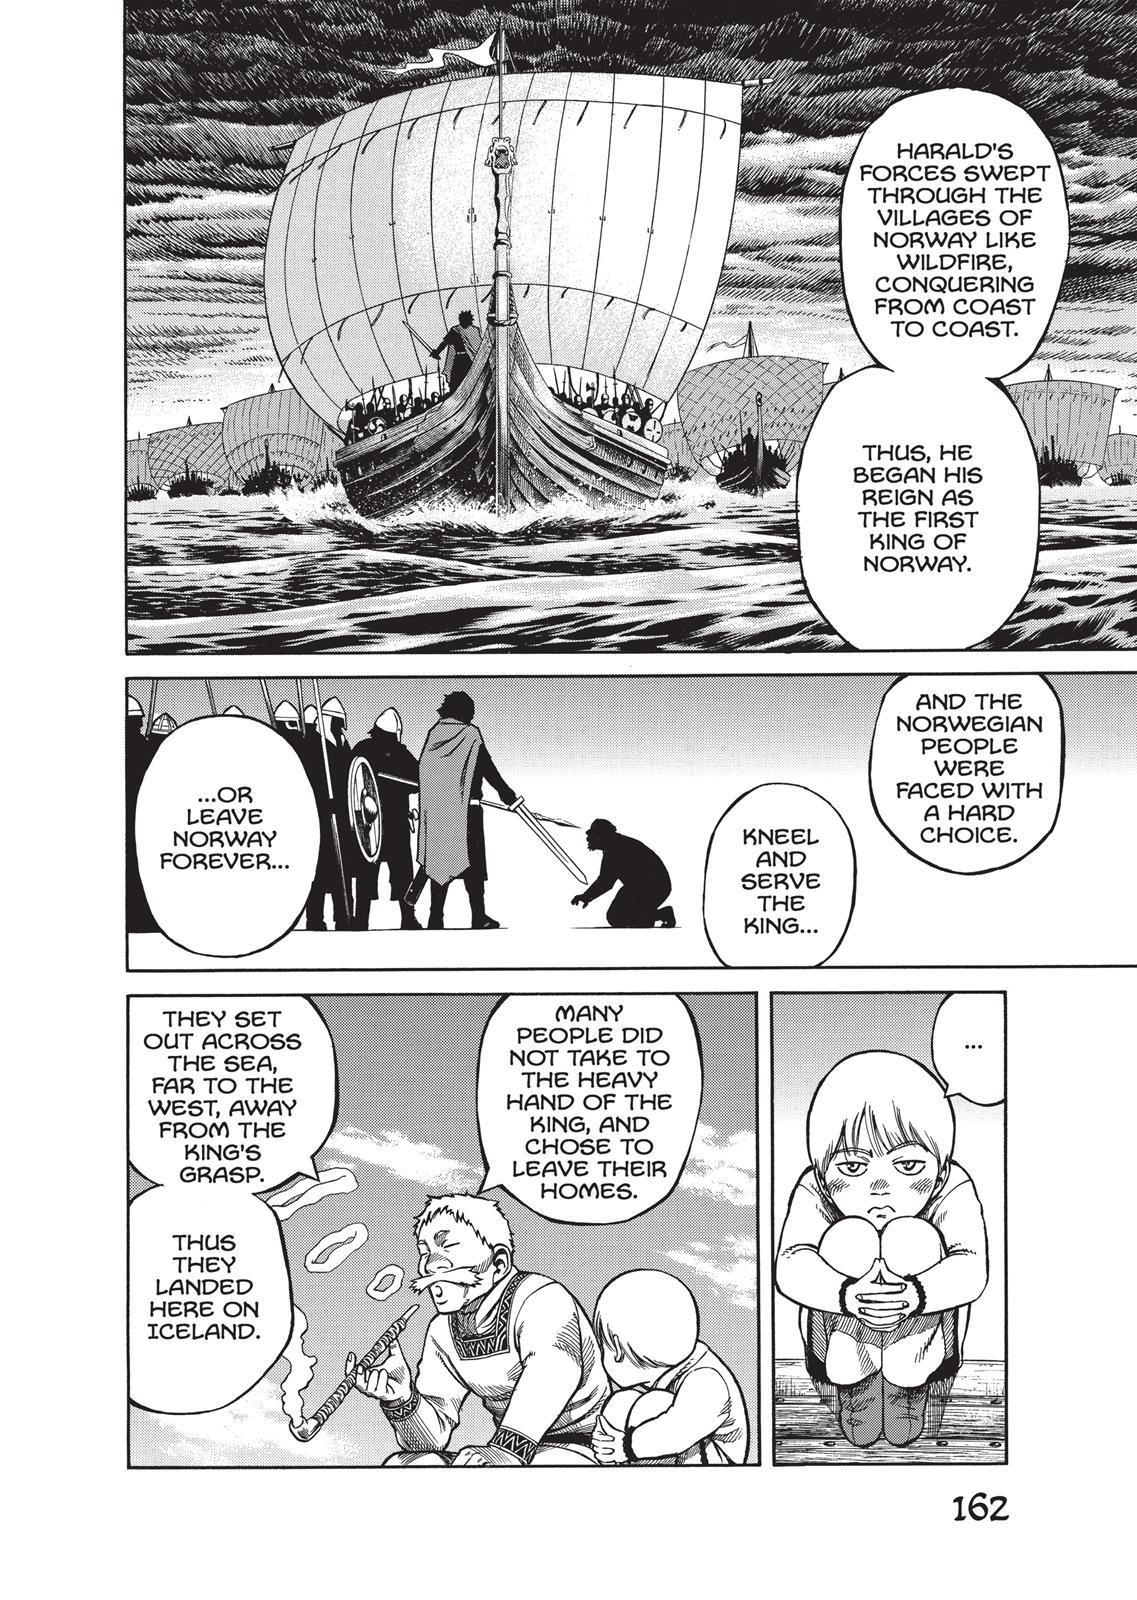 HARALD'S
FORCES SWEPT
THROUGH THE
VILLAGES OF
NORWAY LIKE
WILDFIRE,
CONQUERING
FROM COAST
TO COAST.
THUS, HE
BEGAN HIS
REIGN AS
THE FIRST
KING OF
NORWAY.
AND THE
NORWEGIAN
PEOPLE
WERE
FACED WITH
A HARD
CHOICE.
KNEEL
AND
SERVE
THE
KING...
...OR
LEAVE
NORWAY
FOREVER...
...
MANY
PEOPLE DID
NOT TAKE TO
THE HEAVY
HAND OF THE
KING, AND
CHOSE TO
LEAVE THEIR
HOMES.
THEY SET
OUT ACROSS
THE SEA,
FAR TO THE
WEST, AWAY
FROM THE
KING'S
GRASP.
THUS
THEY
LANDED
HERE ON
ICELAND.
162